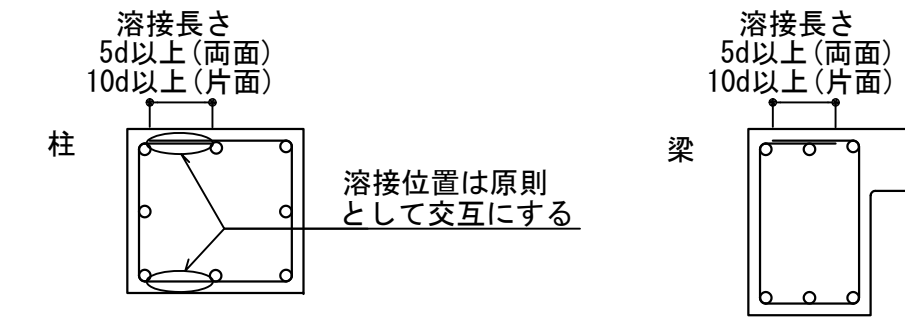 溶接長さ
5d以上(両面)
10d以上(片面)
柱
溶接位置は原則
として交互にする
溶接長さ
5d以上(両面)
10d以上(片面)
梁